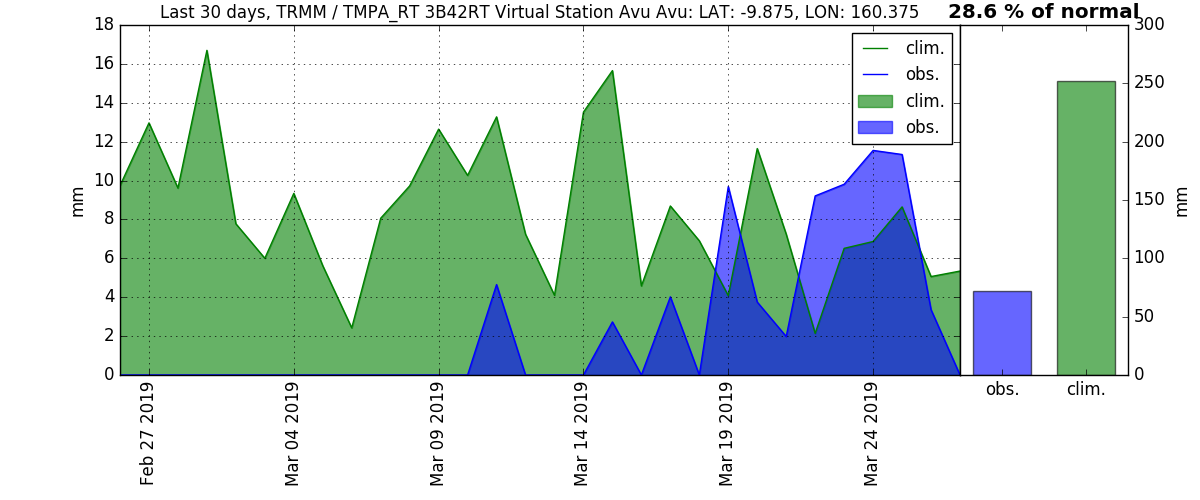 Last 30 days, TRMM / TMPA_RT 3B42RT Virtual Station Avu Avu: LAT: -9.875, LON: 160.375
28.6 % of normal
18
16
14
12
10
8
6
4
2
0
mm
clim.
obs.
clim.
obs.
300
250
200
150
100
50
0
mm
Feb 27 2019
Mar 04 2019
Mar 09 2019
Mar 14 2019
Mar 19 2019
Mar 24 2019
obs.
clim.